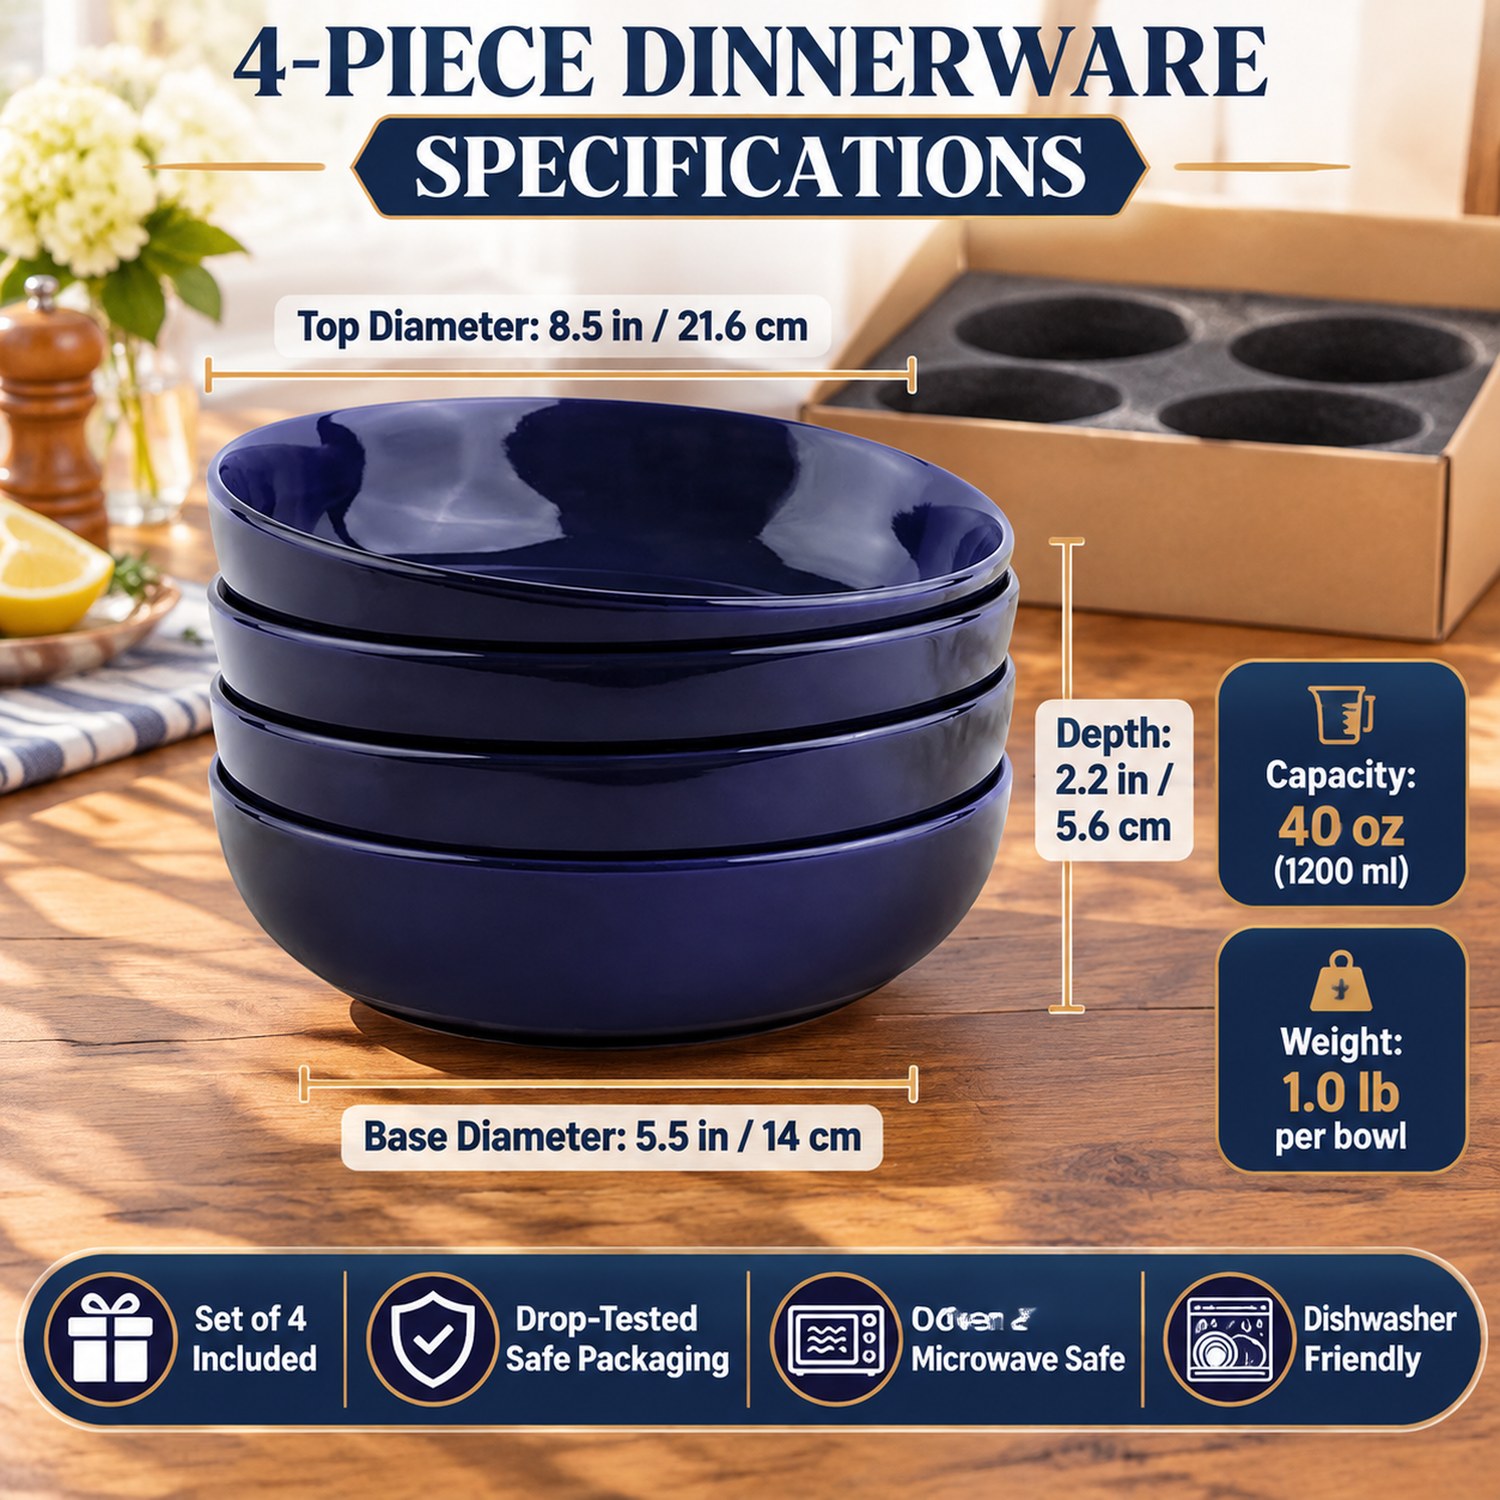 4-PIECE DINNERWARE
SPECIFICATIONS
Top Diameter: 8.5 in / 21.6 cm
Depth:
2.2 in /
5.6 cm
Capacity:
40 oz
(1200 ml)
Weight:
1.0 lb
per bowl
Base Diameter: 5.5 in / 14 cm
Set of 4
Included
Drop-Tested
Safe Packaging
Microwave Safe
Dishwasher
Friendly